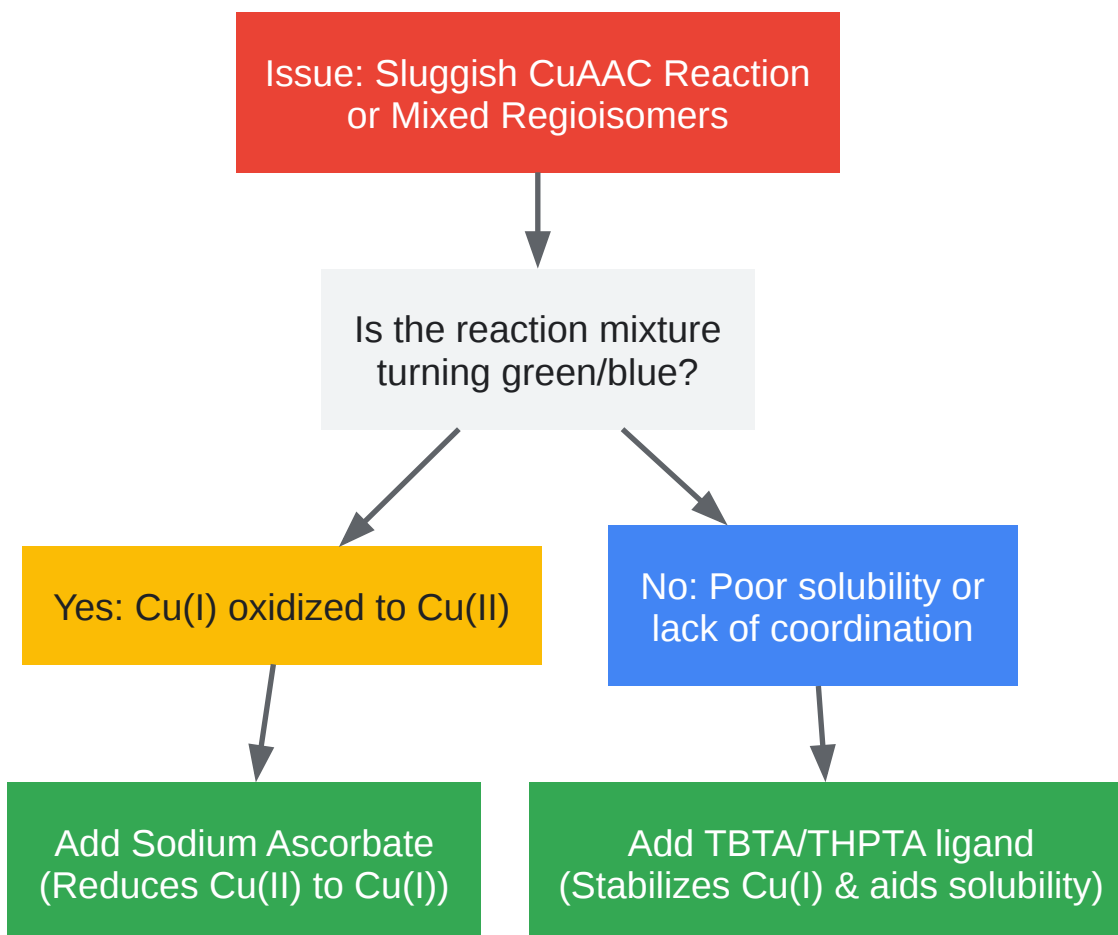 Issue: Sluggish CuAAC Reaction
or Mixed Regioisomers
Is the reaction mixture
turning green/blue?
Yes: Cu(I) oxidized to Cu(II)
No: Poor solubility or
lack of coordination
Add Sodium Ascorbate
(Reduces Cu(II) to Cu(I))
Add TBTA/THPTA ligand
(Stabilizes Cu(I) & aids solubility)